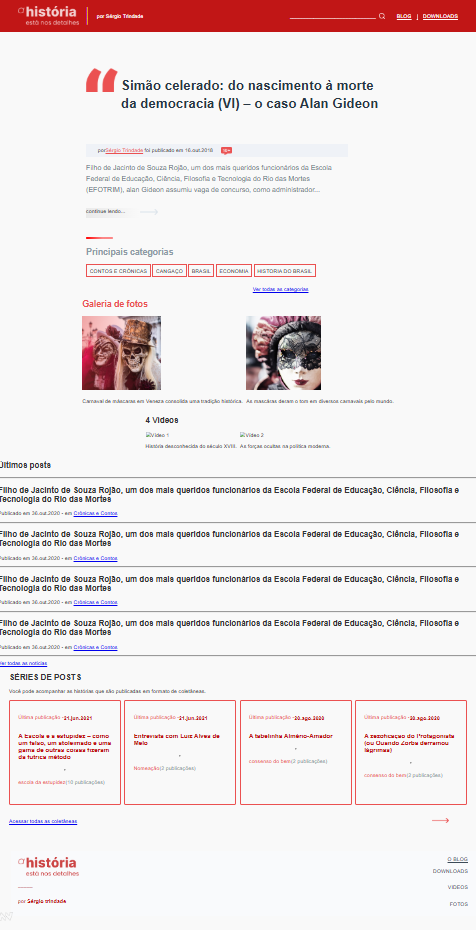 a história
está nos detalhes
por Sérgio Trindade
BLOG | DOWNLOADS
Simão celerado: do nascimento à morte
da democracia (VI) – o caso Alan Gideon
por Sérgio Trindade foi publicado em 16.out.2018
Filho de Jacinto de Souza Rojão, um dos mais queridos funcionários da Escola
Federal de Educação, Ciência, Filosofia e Tecnologia do Rio das Mortes
(EFOTRIM), alan Gideon assumiu vaga de concurso, como administrador...
continue lendo...
Principais categorias
CONTOS E CRÔNICAS CANGAÇO BRASIL ECONOMIA HISTORIA DO BRASIL
Ver todas as categorias
Galeria de fotos
Carnaval de máscaras em Veneza consolida uma tradição histórica. As máscaras deram o tom em diversos carnavais pelo mundo.
4 Vídeos
Vídeo 1 Vídeo 2
História desconhecida do século XVIII. As forças ocultas na política moderna.
Últimos posts
Filho de Jacinto de Souza Rojão, um dos mais queridos funcionários da Escola Federal de Educação, Ciência, Filosofia e
Tecnologia do Rio das Mortes
Publicado em 36.out.2020 - em Crônicas e Contos
Filho de Jacinto de Souza Rojão, um dos mais queridos funcionários da Escola Federal de Educação, Ciência, Filosofia e
Tecnologia do Rio das Mortes
Publicado em 36.out.2020 - em Crônicas e Contos
Filho de Jacinto de Souza Rojão, um dos mais queridos funcionários da Escola Federal de Educação, Ciência, Filosofia e
Tecnologia do Rio das Mortes
Publicado em 36.out.2020 - em Crônicas e Contos
Filho de Jacinto de Souza Rojão, um dos mais queridos funcionários da Escola Federal de Educação, Ciência, Filosofia e
Tecnologia do Rio das Mortes
Publicado em 36.out.2020 - em Crônicas e Contos
Ver todas as notícias
SÉRIES DE POSTS
Você pode acompanhar as histórias que são publicadas em formato de coletâneas.
Última publicação -21.jun.2021
A Escola e a estupidez – como
um falso, um atoleimado e uma
gama de outras coisas fizeram
da futrica método
escola da estupidez(10 publicações)
Última publicação -21.jun.2021
Entrevista com Luiz Alves de
Melo
Nomeação(2 publicações)
Última publicação -20.ago.2020
A tabelinha Almério-Amador
consenso do bem(2 publicações)
Última publicação -20.ago.2020
A zezoficação do Protagonista
(ou Quando Zorba derramou
lágrimas)
consenso do bem(2 publicações)
Acessar todas as coletâneas
a história
está nos detalhes
por Sérgio trindade
O BLOG
DOWNLOADS
VIDEOS
FOTOS